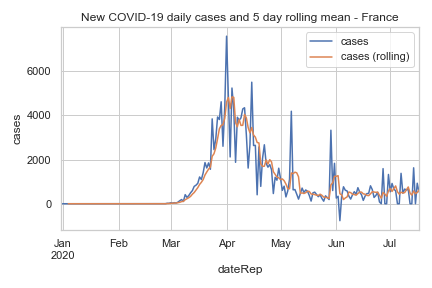 New COVID-19 daily cases and 5 day rolling mean - France
cases
cases (rolling)
6000
4000
2000
0
cases
Jan Feb Mar Apr May Jun Jul
2020
dateRep